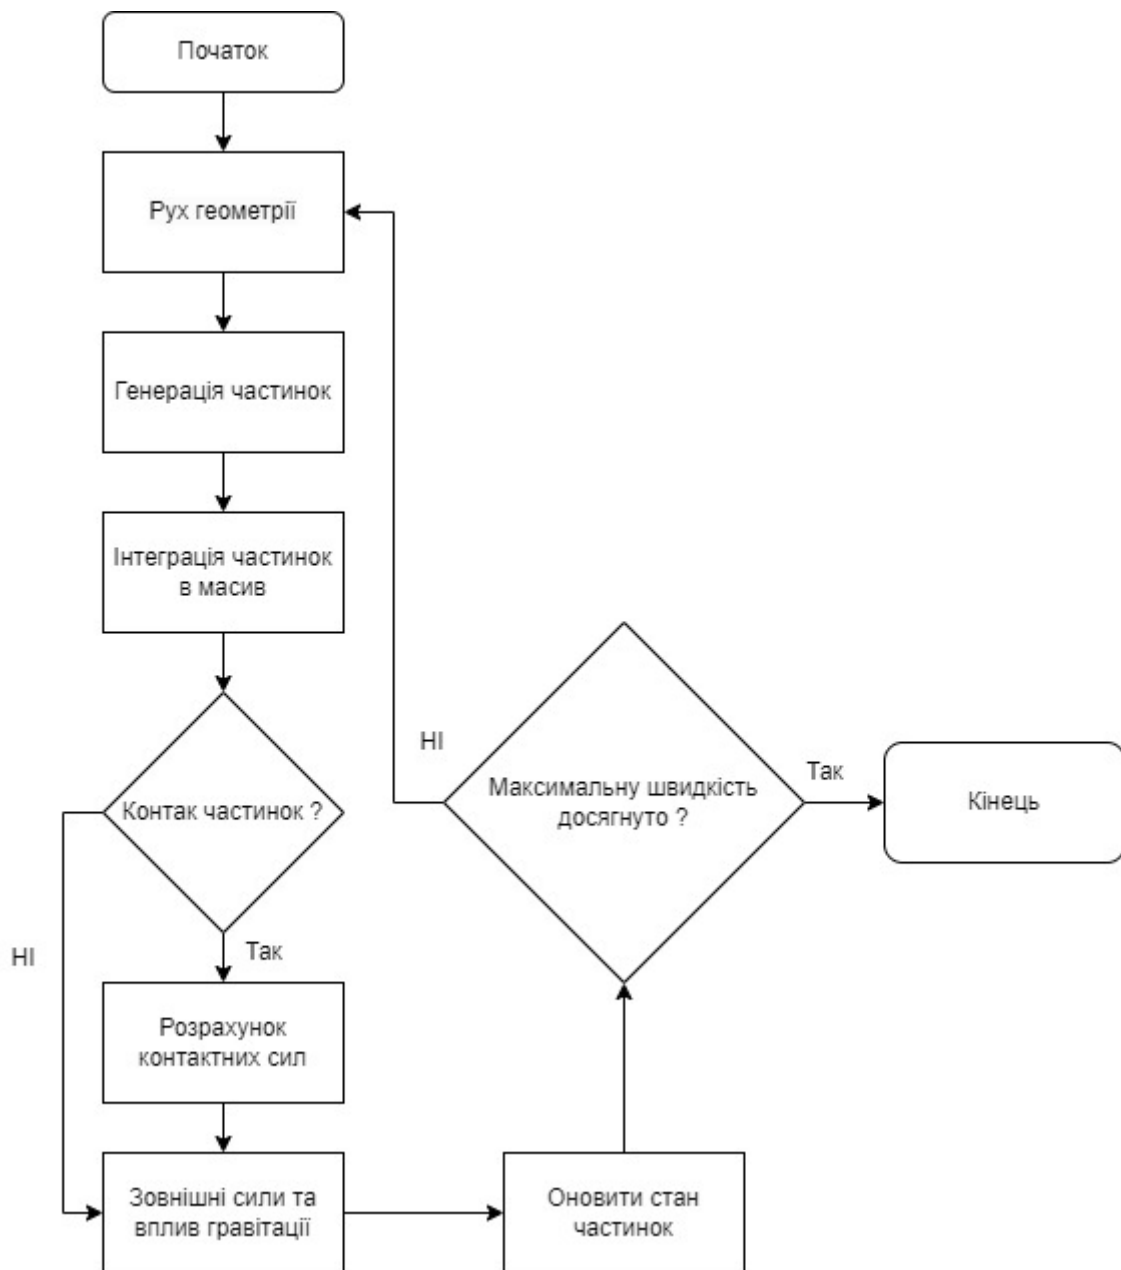 Початок
Рух геометрії
Генерація частинок
Інтеграція частинок
в масив
Контак частинок ?
НІ
Так
Розрахунок
контактних сил
Зовнішні сили та
вплив гравітації
Оновити стан
частинок
Максимальну швидкість
досягнуто ?
НІ
Так
Кінець